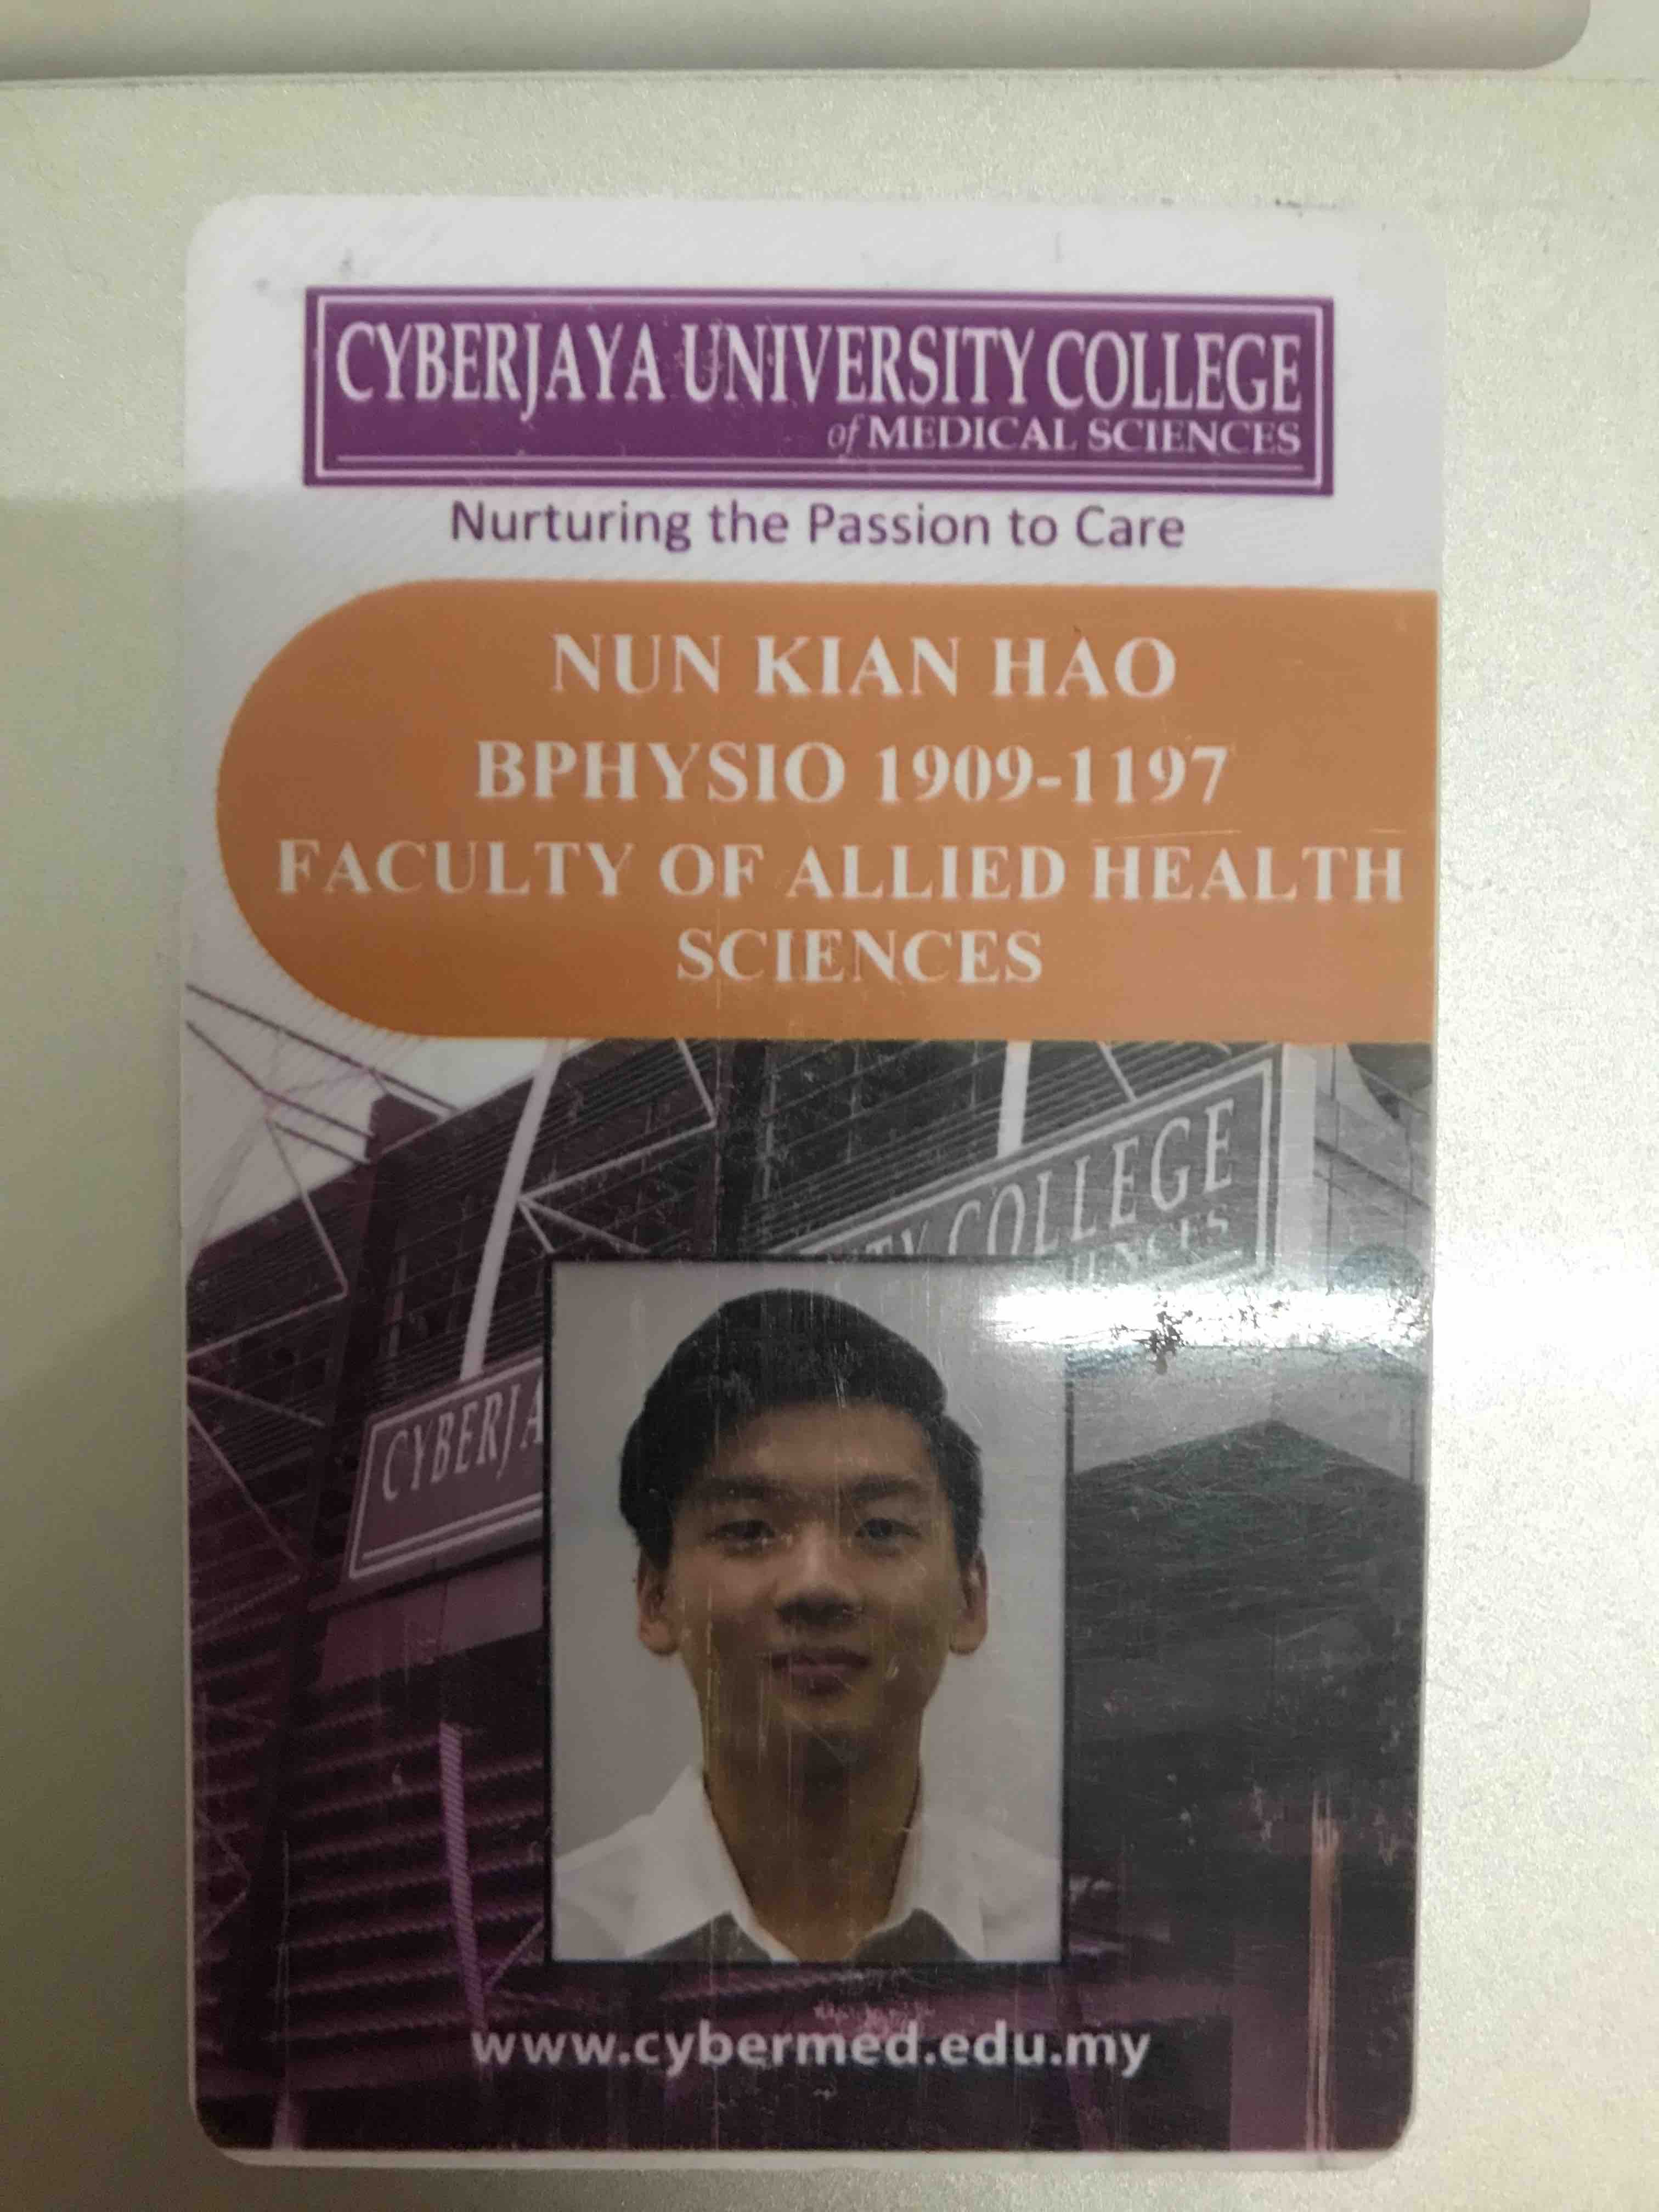 CYBERJAYA UNIVERSITY COLLEGE
of MEDICAL SCIENCES
Nurturing the Passion to Care
NUN KIAN HAO
BPHYSIO 1909-1197
FACULTY OF ALLIED HEALTH
SCIENCES
COLLEGE
CYBERJA
www.cybermed.edu.my